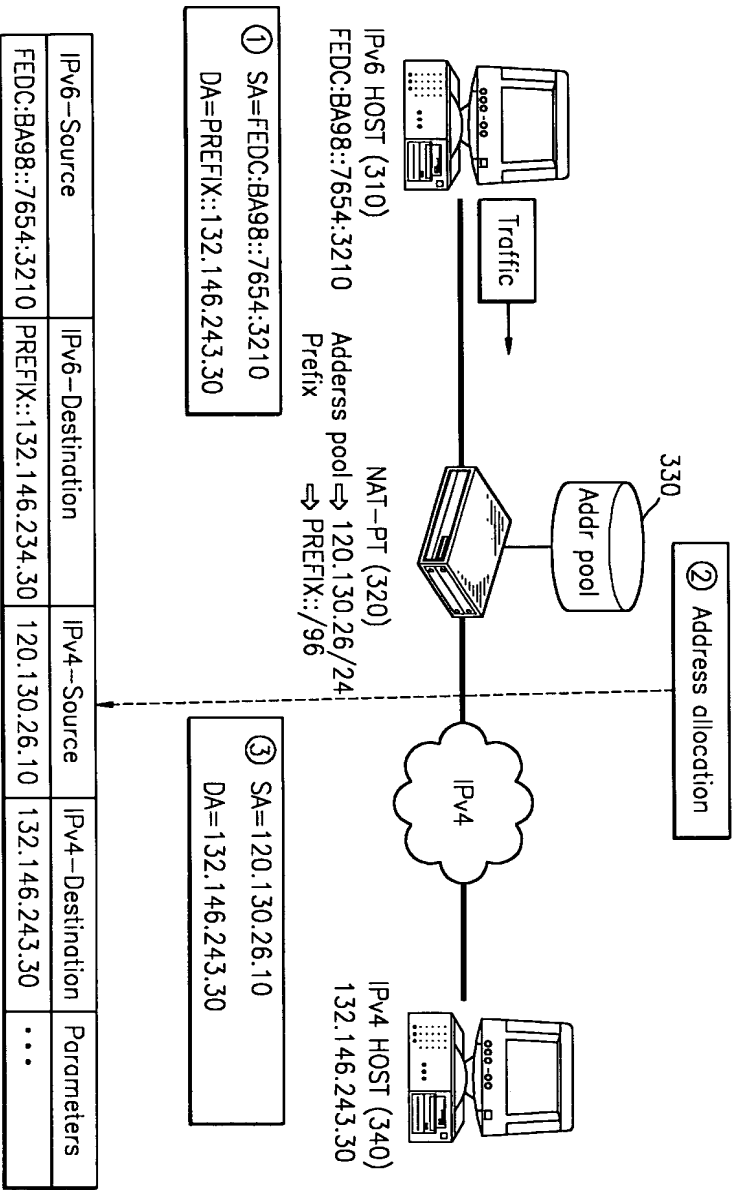 ② Address allocation
330
Addr pool
Traffic
IPv4
IPv6 HOST (310)
FEDC:BA98::7654:3210
NAT-PT (320)
Adderss pool ⇨ 120.130.26/24
Prefix ⇨ PREFIX::/96
IPv4 HOST (340)
132.146.243.30
① SA=FEDC:BA98::7654:3210
DA=PREFIX::132.146.243.30
③ SA=120.130.26.10
DA=132.146.243.30
IPv6-Source IPv6-Destination IPv4-Source IPv4-Destination Parameters
FEDC:BA98::7654:3210 PREFIX::132.146.234.30 120.130.26.10 132.146.243.30 •••